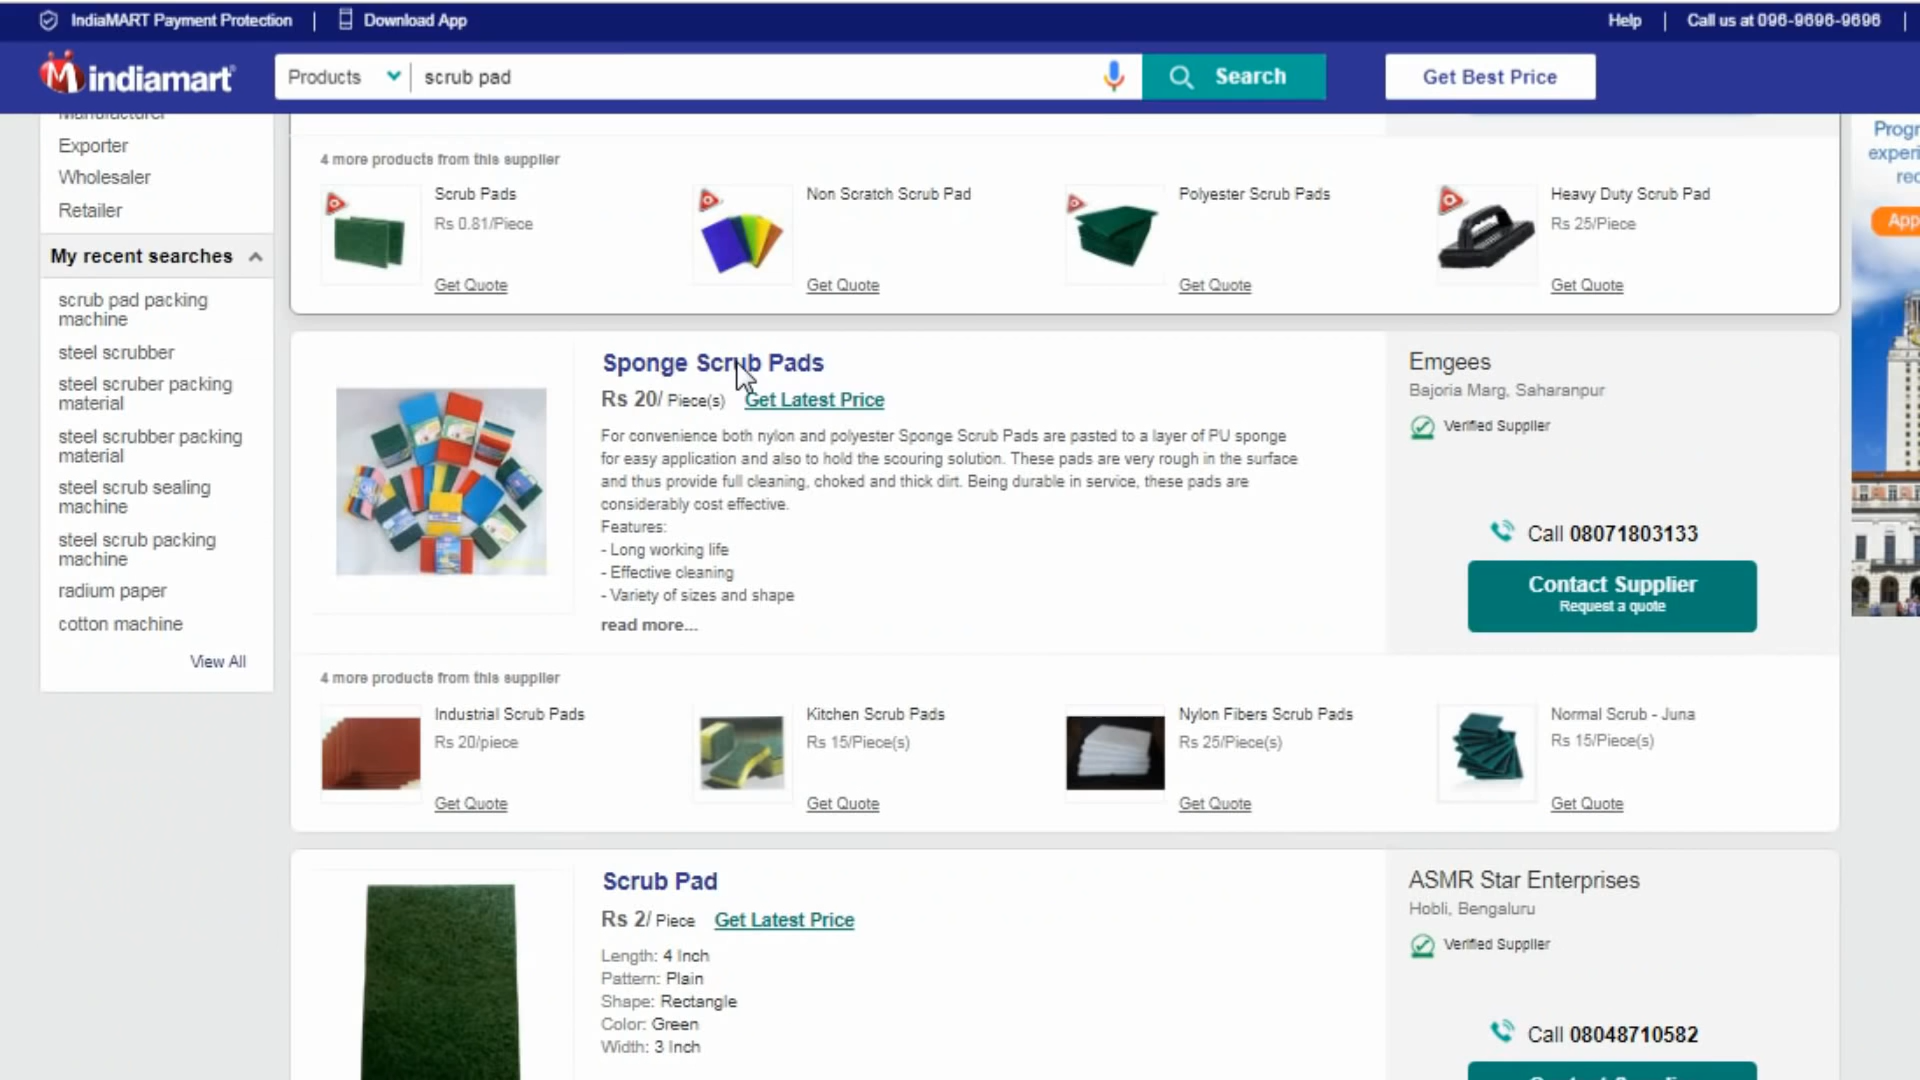 IndiaMART Payment Protection
Download App
Help
Call us at 096-9696-9696
indiamart
Products
scrub pad
Search
Get Best Price
Manufacturer
Exporter
Wholesaler
Retailer
My recent searches
scrub pad packing
machine
steel scrubber
steel scruber packing
material
steel scrubber packing
material
steel scrub sealing
machine
steel scrub packing
machine
radium paper
cotton machine
View All
4 more products from this supplier
Scrub Pads
Rs 0.81/Piece
Get Quote
Non Scratch Scrub Pad
Get Quote
Polyester Scrub Pads
Get Quote
Heavy Duty Scrub Pad
Rs 25/Piece
Get Quote
Sponge Scrub Pads
Rs 20/ Piece(s) Get Latest Price
For convenience both nylon and polyester Sponge Scrub Pads are pasted to a layer of PU sponge
for easy application and also to hold the scouring solution. These pads are very rough in the surface
and thus provide full cleaning, choked and thick dirt. Being durable in service, these pads are
considerably cost effective.
Features:
- Long working life
- Effective cleaning
- Variety of sizes and shape
read more...
Emgees
Bajoria Marg, Saharanpur
Verified Supplier
Call 08071803133
Contact Supplier
Request a quote
4 more products from this supplier
Industrial Scrub Pads
Rs 20/piece
Get Quote
Kitchen Scrub Pads
Rs 15/Piece(s)
Get Quote
Nylon Fibers Scrub Pads
Rs 25/Piece(s)
Get Quote
Normal Scrub - Juna
Rs 15/Piece(s)
Get Quote
Scrub Pad
Rs 2/ Piece Get Latest Price
Length: 4 Inch
Pattern: Plain
Shape: Rectangle
Color: Green
Width: 3 Inch
ASMR Star Enterprises
Hobli, Bengaluru
Verified Supplier
Call 08048710582
Progr
experi
rec
App